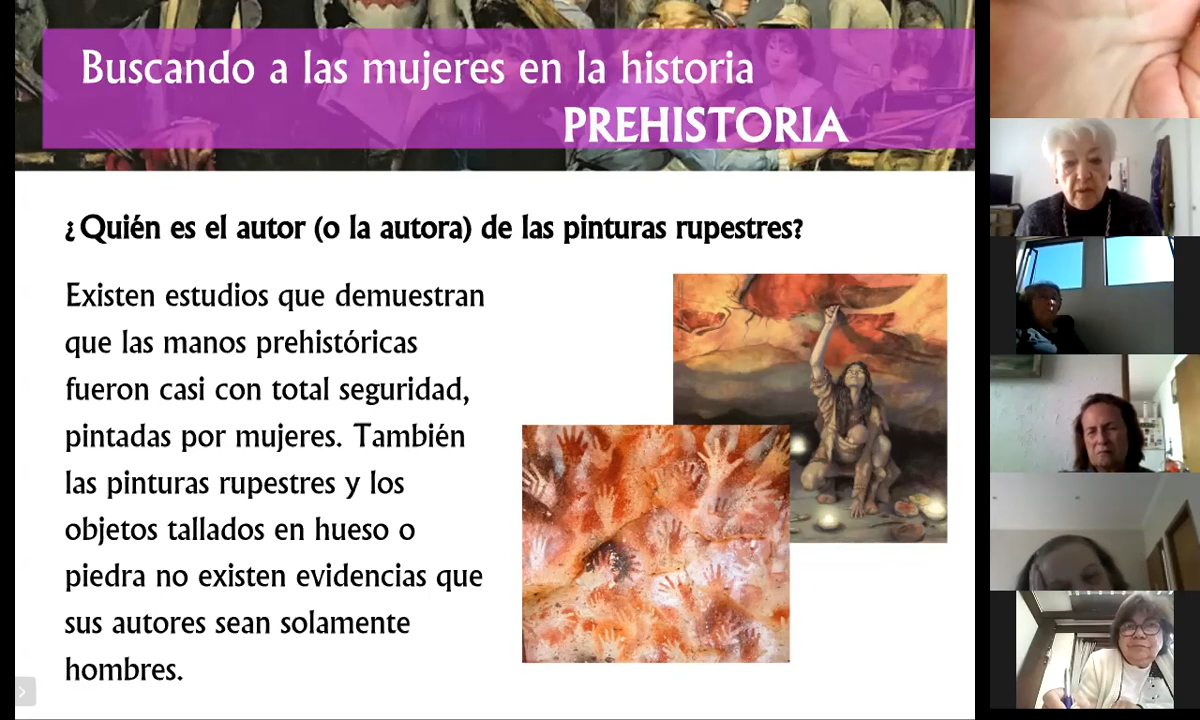 Buscando a las mujeres en la historia
PREHISTORIA
¿Quién es el autor (o la autora) de las pinturas rupestres?
Existen estudios que demuestran
que las manos prehistóricas
fueron casi con total seguridad,
pintadas por mujeres. También
las pinturas rupestres y los
objetos tallados en hueso o
piedra no existen evidencias que
sus autores sean solamente
hombres.